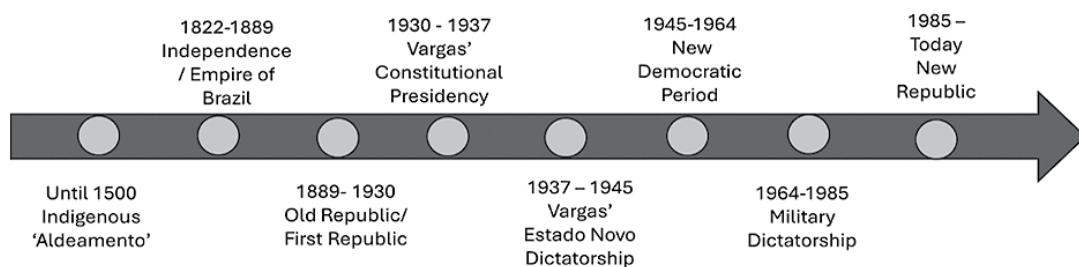 1822-1889
Independence
/ Empire of
Brazil
1930 - 1937
Vargas’
Constitutional
Presidency
1945-1964
New
Democratic
Period
1985 –
Today
New
Republic
Until 1500
Indigenous
‘Aldeamento’
1889- 1930
Old Republic/
First Republic
1937 – 1945
Vargas’
Estado Novo
Dictatorship
1964-1985
Military
Dictatorship